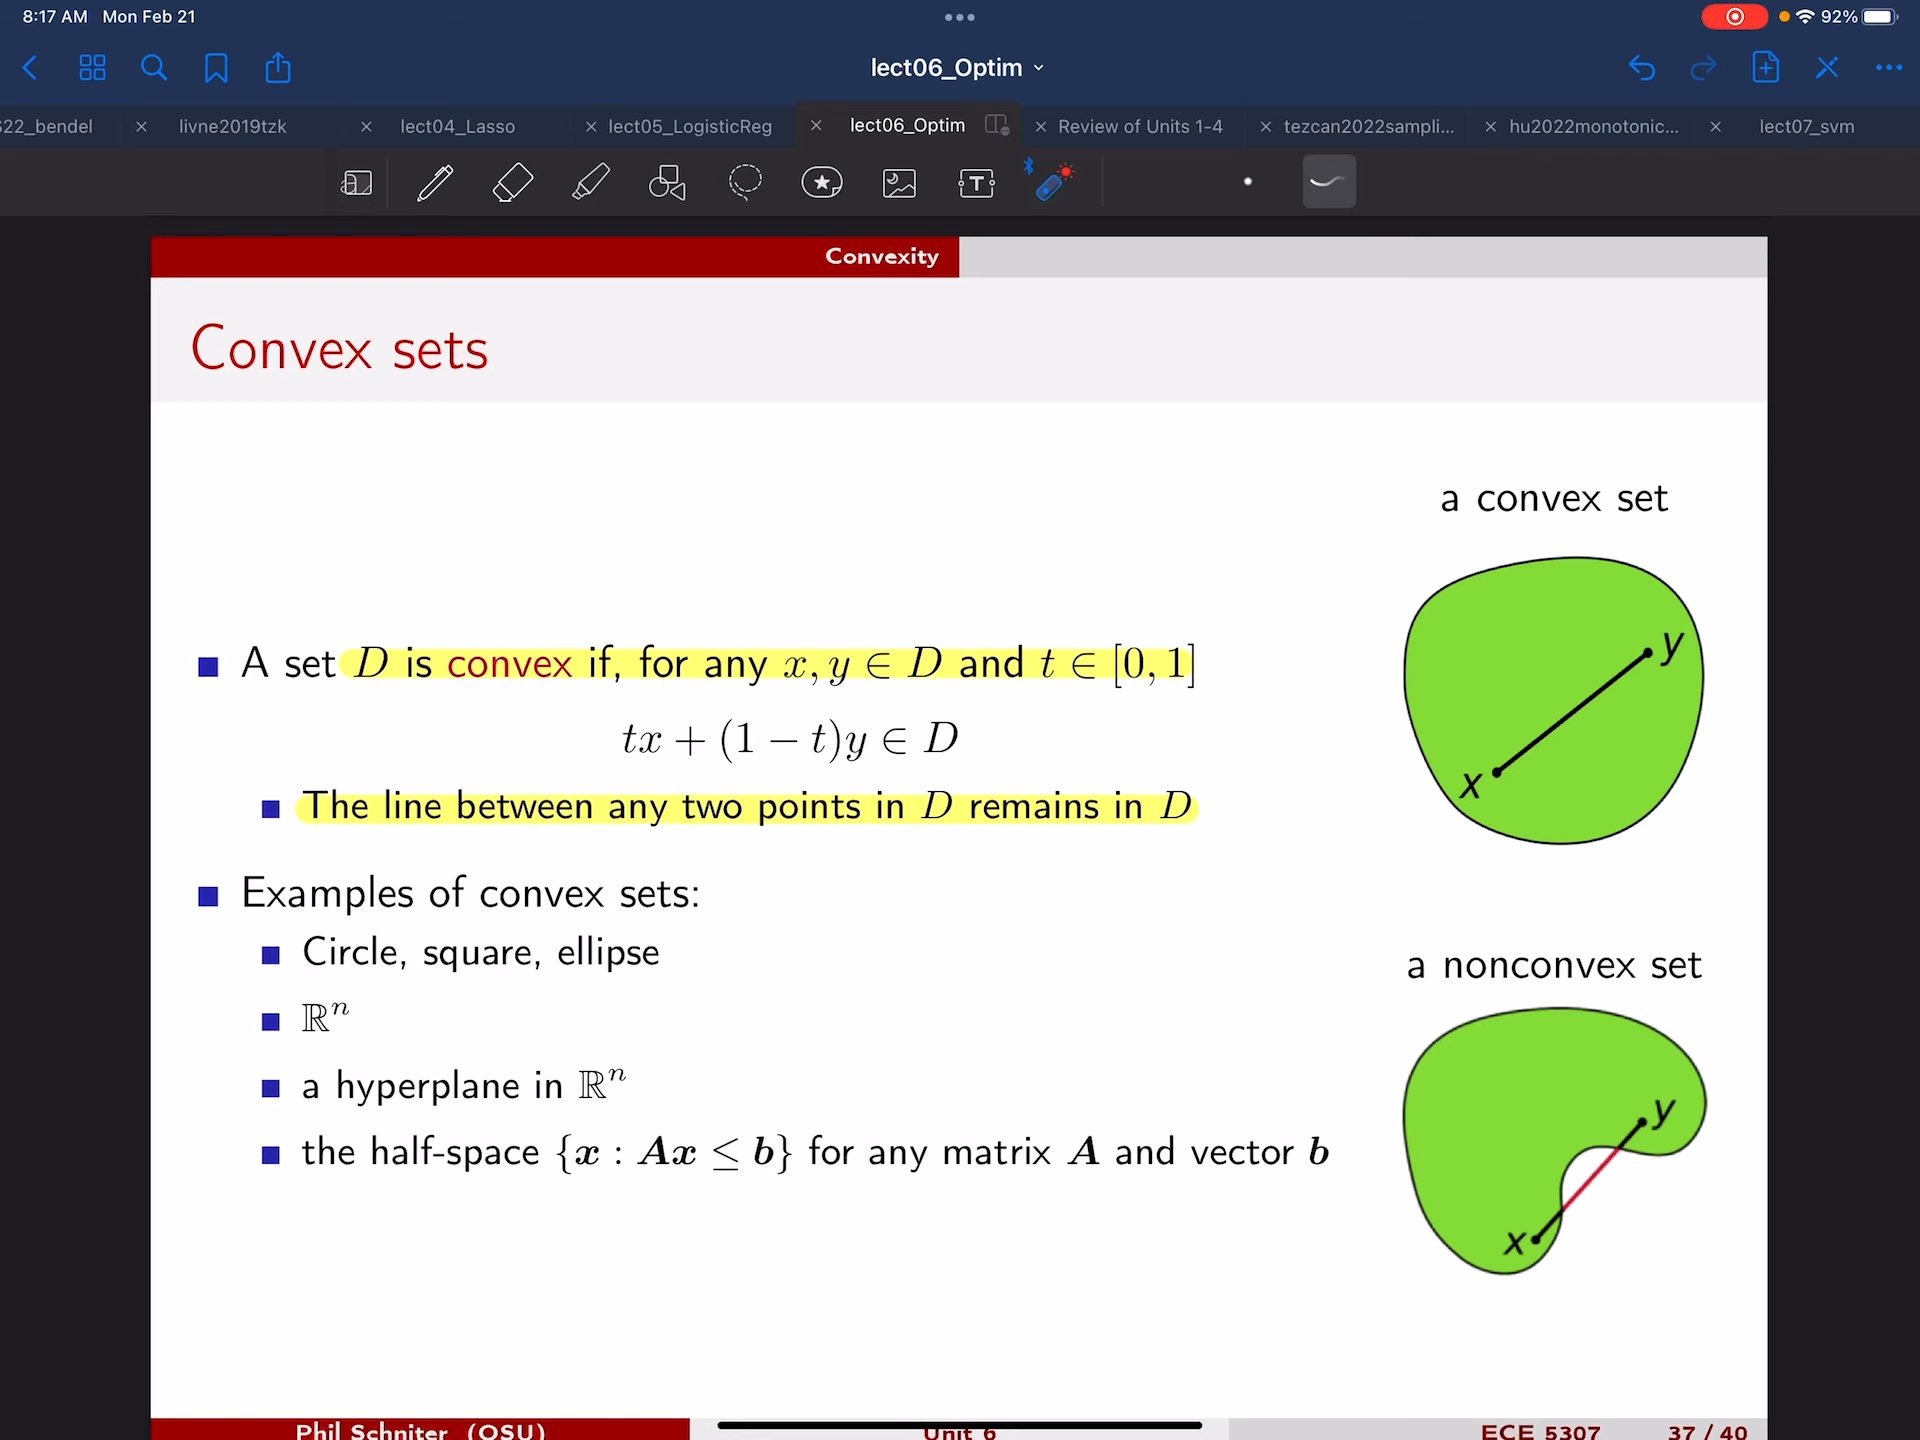 8:17 AM Mon Feb 21
92%
lect06_Optim
S22_bendel
livne2019tzk
lect04_Lasso
lect05_LogisticReg
lect06_Optim
Review of Units 1-4
tezcan2022sampli...
hu2022monotonic...
lect07_svm
T
Convexity
Convex sets
a convex set
y
x
A set D is convex if, for any x, y ∈ D and t ∈ [0, 1]
tx + (1 − t)y ∈ D
The line between any two points in D remains in D
Examples of convex sets:
Circle, square, ellipse
ℝⁿ
a hyperplane in ℝⁿ
the half-space {x : Ax ≤ b} for any matrix A and vector b
a nonconvex set
y
x
Phil Schniter (OSU)
Unit 6
ECE 5307
37 / 40